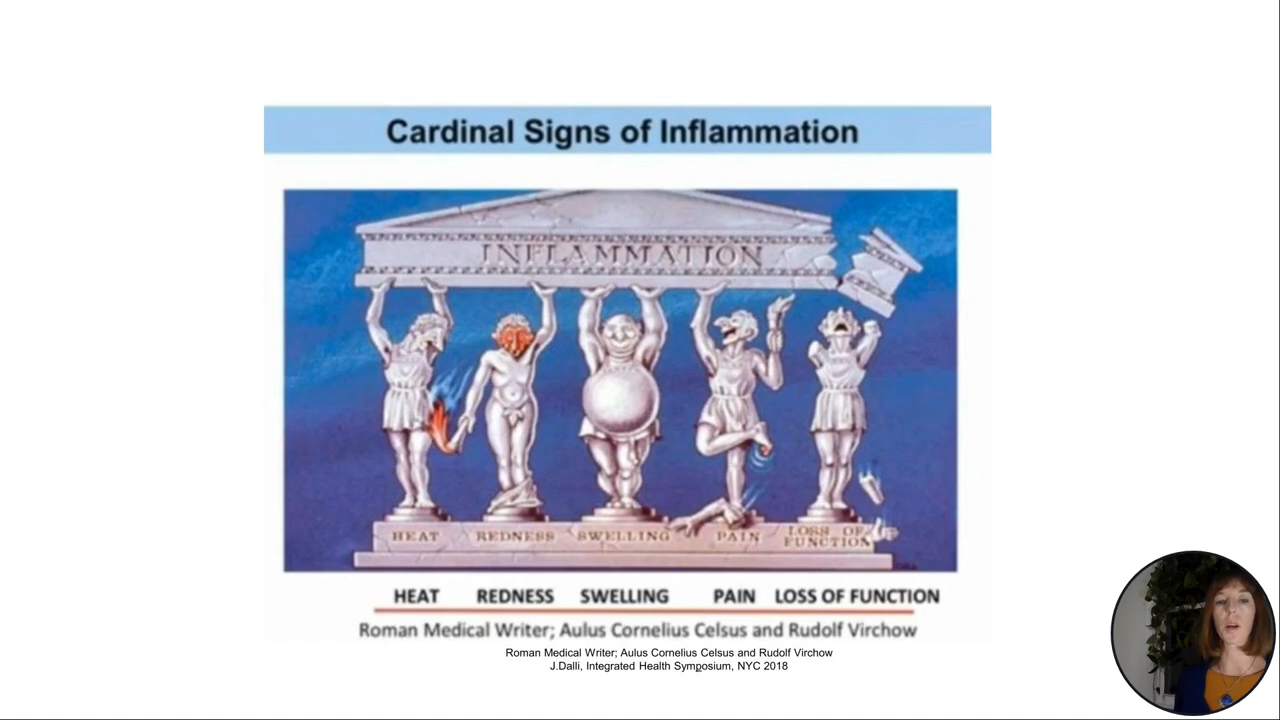 Cardinal Signs of Inflammation
INFLAMMATION
HEAT REDNESS SWELLING PAIN LOSS OF
FUNCTION
HEAT REDNESS SWELLING PAIN LOSS OF FUNCTION
Roman Medical Writer; Aulus Cornelius Celsus and Rudolf Virchow
Roman Medical Writer; Aulus Cornelius Celsus and Rudolf Virchow
J.Dalli, Integrated Health Symposium, NYC 2018